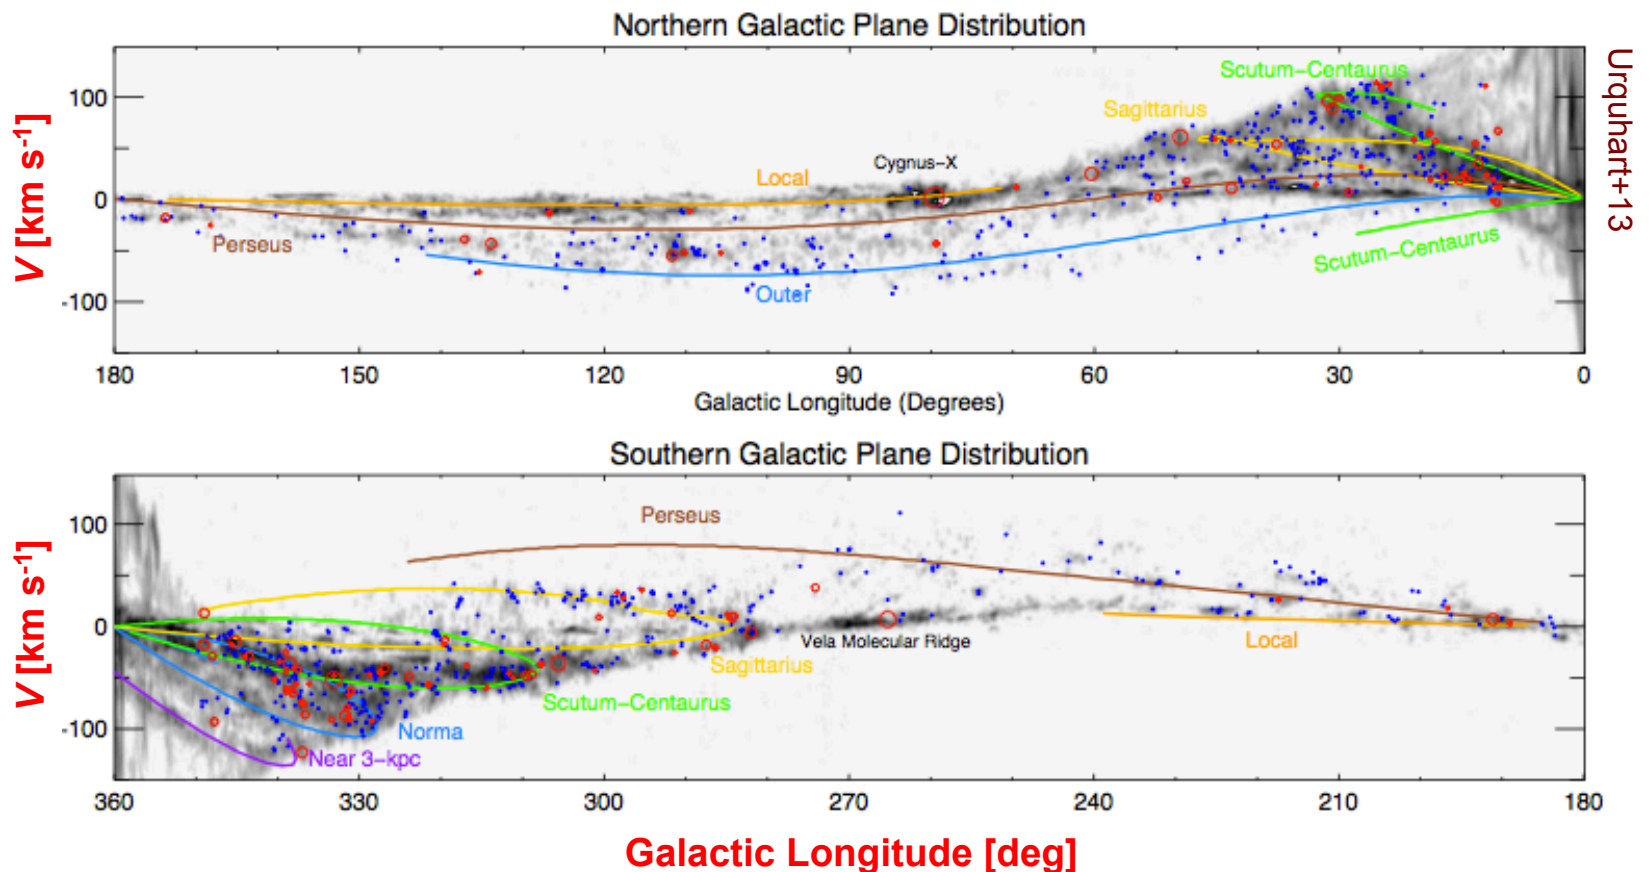 Northern Galactic Plane Distribution
Urquhart+13
V [km s-1]
100
0
-100
Scutum-Centaurus
Sagittarius
Cygnus-X
Local
Perseus
Outer
Scutum-Centaurus
180 150 120 90 60 30 0
Galactic Longitude (Degrees)
Southern Galactic Plane Distribution
V [km s-1]
100
0
-100
Perseus
Vela Molecular Ridge
Local
Sagittarius
Scutum-Centaurus
Norma
Near 3-kpc
360 330 300 270 240 210 180
Galactic Longitude [deg]